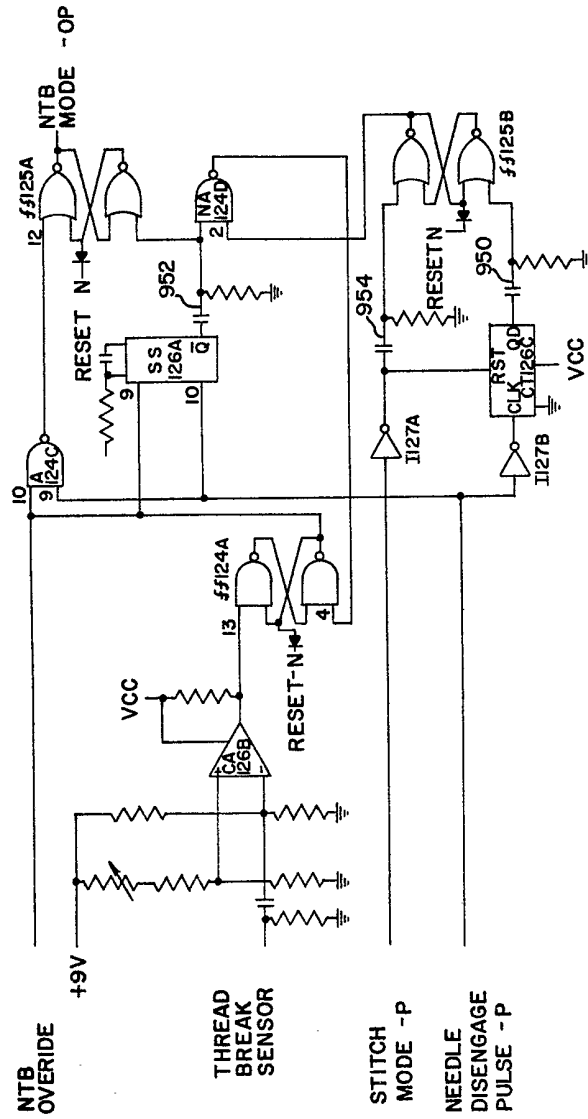 NTB
OVERIDE
+9V
THREAD
BREAK
SENSOR
STITCH
MODE -P
NEEDLE
DISENGAGE
PULSE -P
VCC
CA
126B
+
-
13
ff124A
4
RESET-N
10
9
A
124C
RESET N
9
10
SS
126A
Q̅
952
12
ff125A
NTB
MODE -OP
2
NA
124D
954
RESET N
ff125B
I127A
I127B
RST
CLK
QD
CT126C
VCC
950